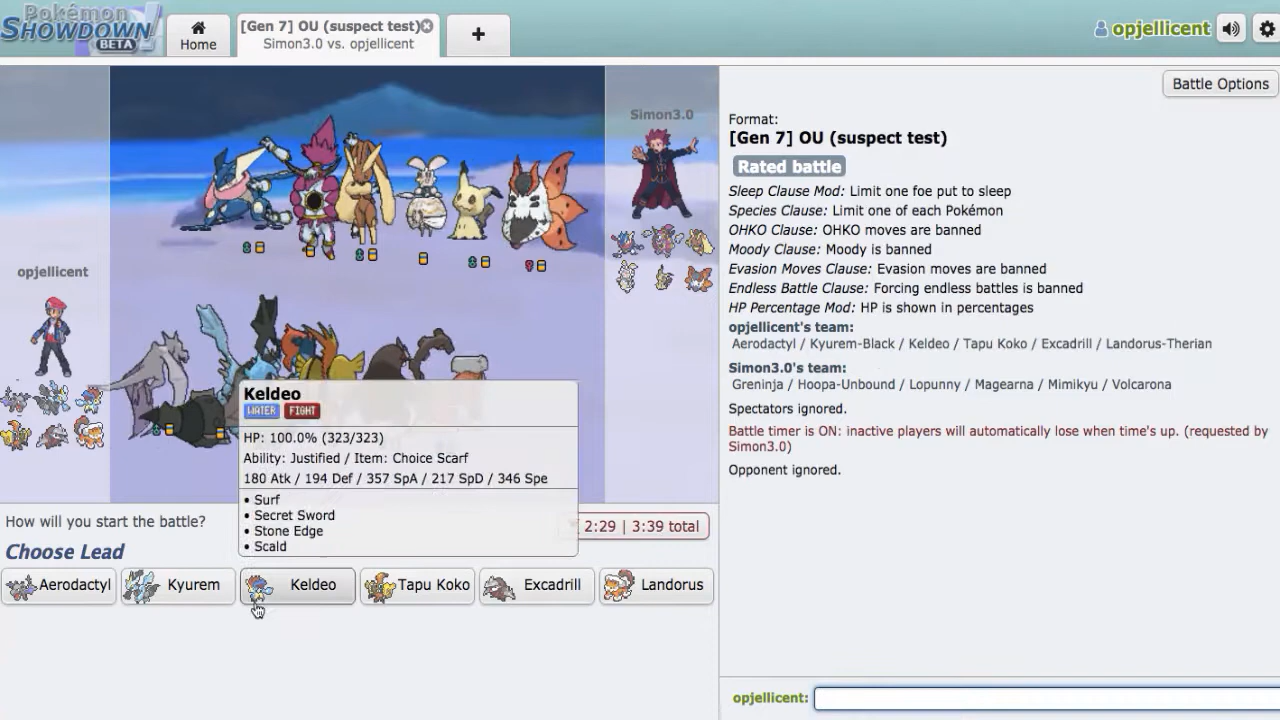 Pokémon
SHOWDOWN!
BETA
Home
[Gen 7] OU (suspect test)
Simon3.0 vs. opjellicent
+
opjellicent
Battle Options
Simon3.0
opjellicent
Format:
[Gen 7] OU (suspect test)
Rated battle
Sleep Clause Mod: Limit one foe put to sleep
Species Clause: Limit one of each Pokémon
OHKO Clause: OHKO moves are banned
Moody Clause: Moody is banned
Evasion Moves Clause: Evasion moves are banned
Endless Battle Clause: Forcing endless battles is banned
HP Percentage Mod: HP is shown in percentages
opjellicent's team:
Aerodactyl / Kyurem-Black / Keldeo / Tapu Koko / Excadrill / Landorus-Therian
Simon3.0's team:
Greninja / Hoopa-Unbound / Lopunny / Magearna / Mimikyu / Volcarona
Spectators ignored.
Battle timer is ON: inactive players will automatically lose when time's up. (requested by
Simon3.0)
Opponent ignored.
Keldeo
WATER FIGHT
HP: 100.0% (323/323)
Ability: Justified / Item: Choice Scarf
180 Atk / 194 Def / 357 SpA / 217 SpD / 346 Spe
• Surf
• Secret Sword
• Stone Edge
• Scald
How will you start the battle?
2:29 | 3:39 total
Choose Lead
Aerodactyl
Kyurem
Keldeo
Tapu Koko
Excadrill
Landorus
opjellicent: